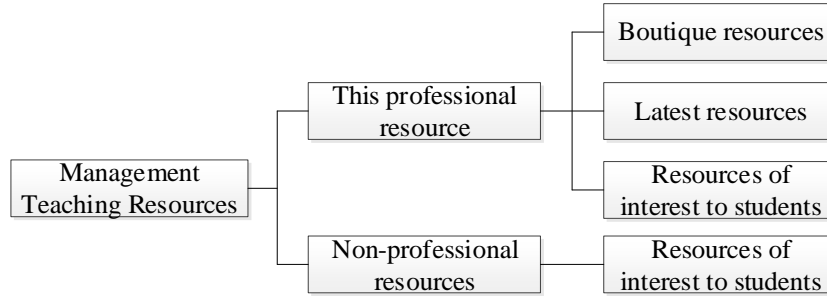 Boutique resources
This professional
resource
Latest resources
Management
Teaching Resources
Resources of
interest to students
Non-professional
resources
Resources of
interest to students